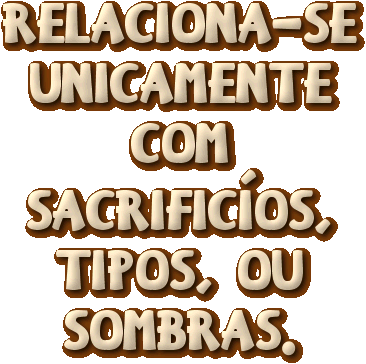 RELACIONA-SE
UNICAMENTE
COM
SACRIFICÍOS,
TIPOS, OU
SOMBRAS.